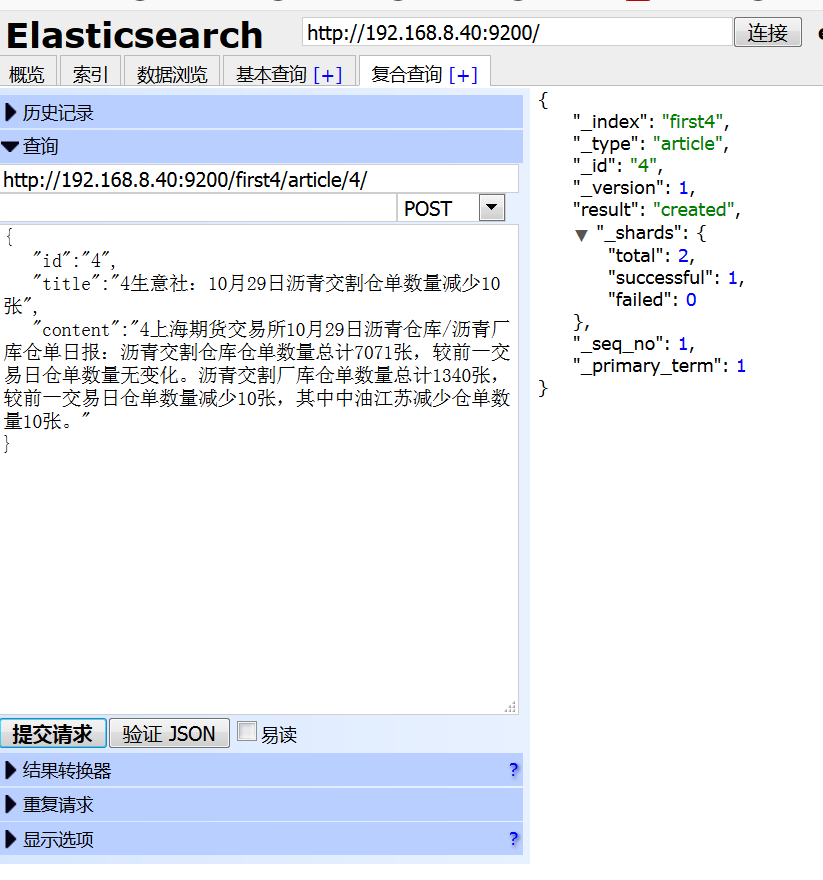 Elasticsearch
http://192.168.8.40:9200/
连接
概览 索引 数据浏览 基本查询 [+] 复合查询 [+]
历史记录
查询
http://192.168.8.40:9200/first4/article/4/
POST
{
"id":"4",
"title":"4生意社：10月29日沥青交割仓单数量减少10
张",
"content":"4上海期货交易所10月29日沥青仓库/沥青厂
库仓单日报：沥青交割仓库仓单数量总计7071张，较前一交
易日仓单数量无变化。沥青交割厂库仓单数量总计1340张，
较前一交易日仓单数量减少10张，其中中油江苏减少仓单数
量10张。"
}
提交请求 验证 JSON 易读
结果转换器 ?
重复请求
显示选项 ?
{
"_index": "first4",
"_type": "article",
"_id": "4",
"_version": 1,
"result": "created",
"_shards": {
"total": 2,
"successful": 1,
"failed": 0
},
"_seq_no": 1,
"_primary_term": 1
}